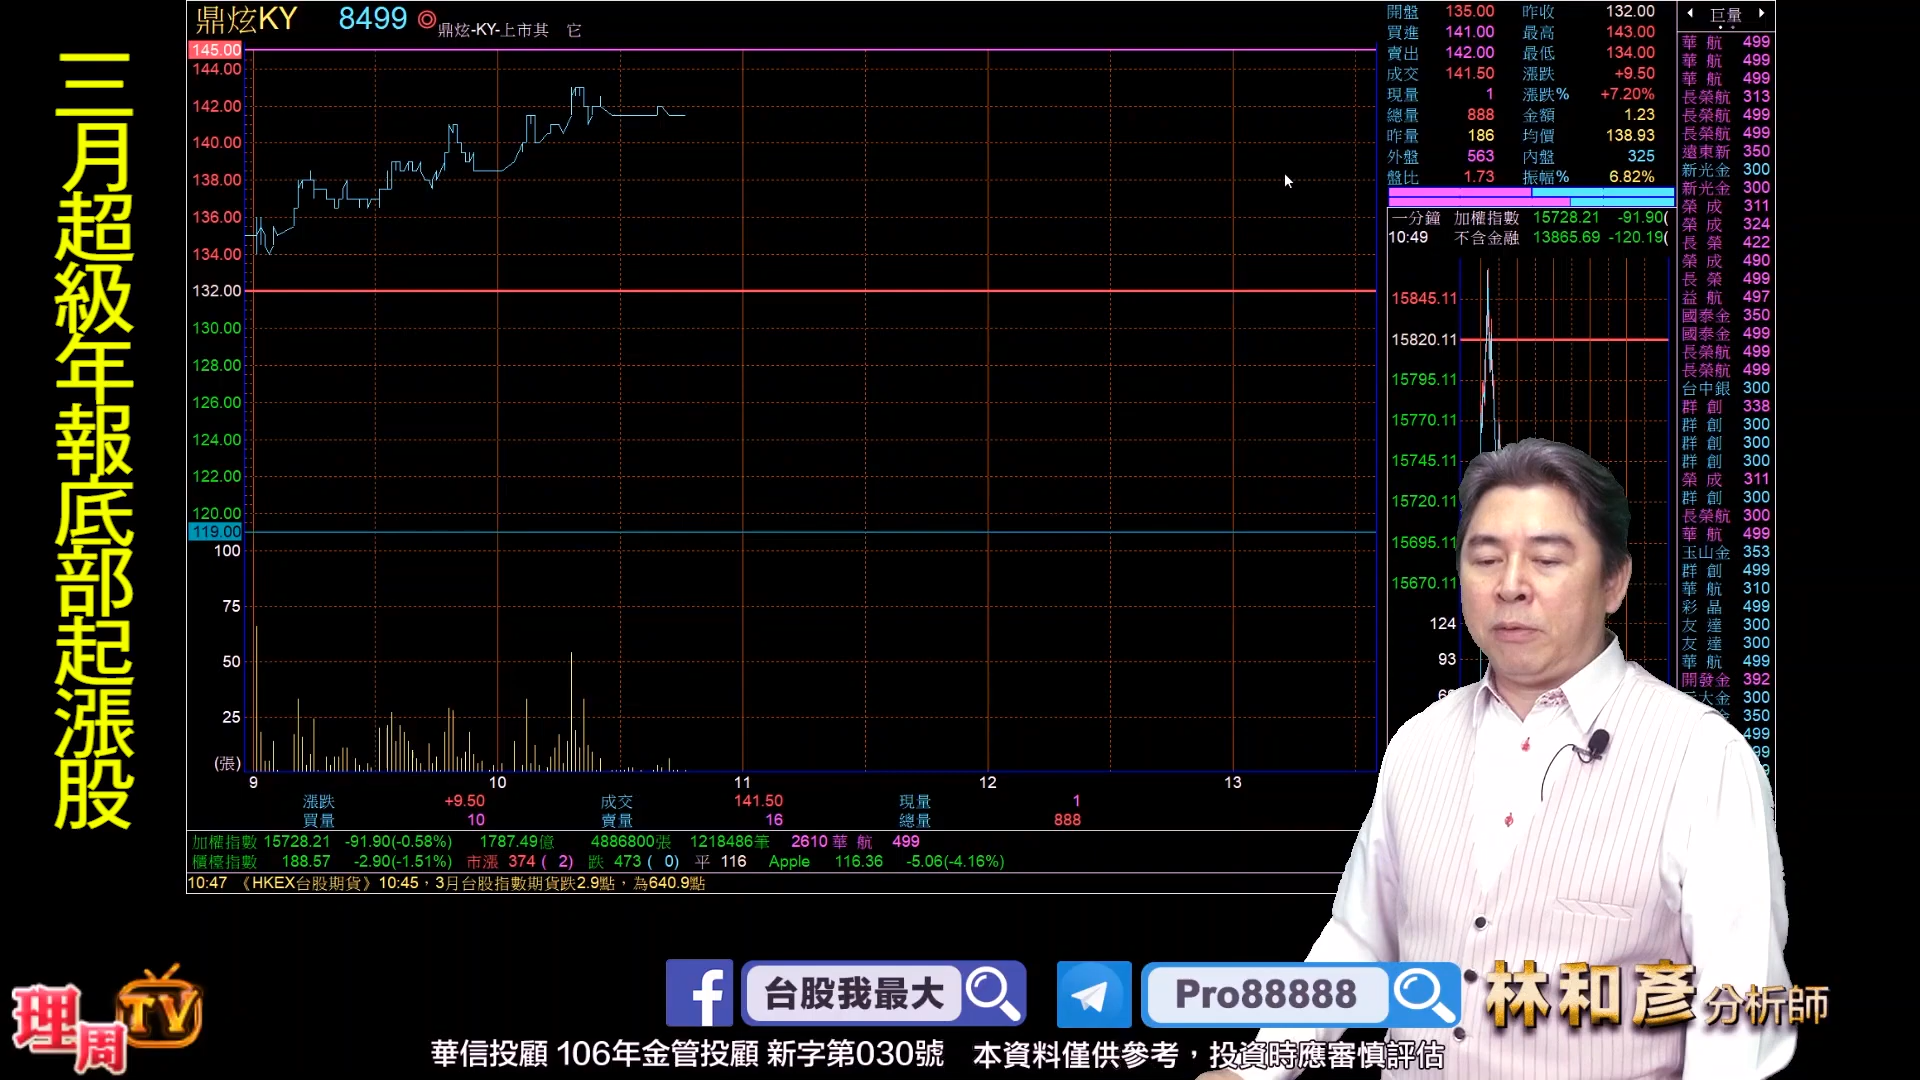 三月超級年報底部起漲股
鼎炫KY 8499 ◎ 鼎炫-KY-上市其 它
145.00
144.00
142.00
140.00
138.00
136.00
134.00
132.00
130.00
128.00
126.00
124.00
122.00
120.00
119.00
100
75
50
25
(張)
9 10 11 12 13
漲跌 +9.50 成交 141.50 現量 1
買量 10 賣量 16 總量 888
加權指數 15728.21 -91.90(-0.58%) 1787.49億 4886800張 1218486筆 2610 華 航 499
櫃檯指數 188.57 -2.90(-1.51%) 市漲 374 ( 2) 跌 473 ( 0) 平 116 Apple 116.36 -5.06(-4.16%)
10:47 《HKEX台股期貨》10:45，3月台股指數期貨跌2.9點，為640.9點
開盤 135.00 昨收 132.00
買進 141.00 最高 143.00
賣出 142.00 最低 134.00
成交 141.50 漲跌 +9.50
現量 1 漲跌% +7.20%
總量 888 金額 1.23
昨量 186 均價 138.93
外盤 563 內盤 325
盤比 1.73 振幅% 6.82%
一分鐘 加權指數 15728.21 -91.90(
10:49 不含金融 13865.69 -120.19(
15845.11
15820.11
15795.11
15770.11
15745.11
15720.11
15695.11
15670.11
124
93
巨量
華 航 499
華 航 499
華 航 499
長榮航 313
長榮航 499
長榮航 499
遠東新 350
新光金 300
新光金 300
榮 成 311
榮 成 324
長 榮 422
榮 成 490
長 榮 499
益 航 497
國泰金 350
國泰金 499
長榮航 499
長榮航 499
台中銀 300
群 創 338
群 創 300
群 創 300
群 創 300
榮 成 311
群 創 300
長榮航 300
華 航 499
玉山金 353
群 創 499
華 航 310
彩 晶 499
友 達 300
友 達 300
華 航 499
開發金 392
元大金 300
金 350
499
理周TV
台股我最大
Pro88888
林和彥 分析師
華信投顧 106年金管投顧 新字第030號 本資料僅供參考，投資時應審慎評估